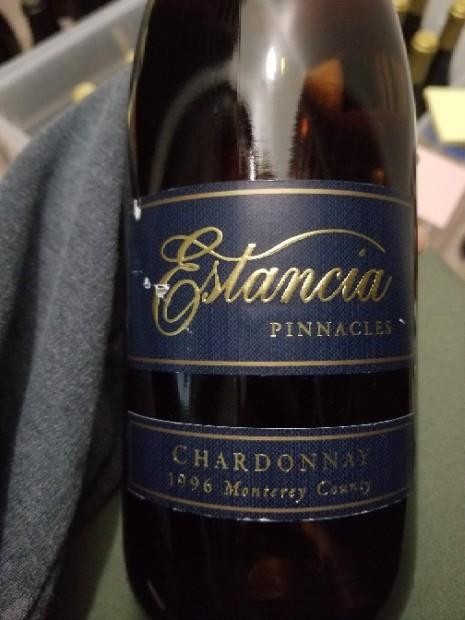 Estancia
PINNACLES
CHARDONNAY
1996 Monterey County